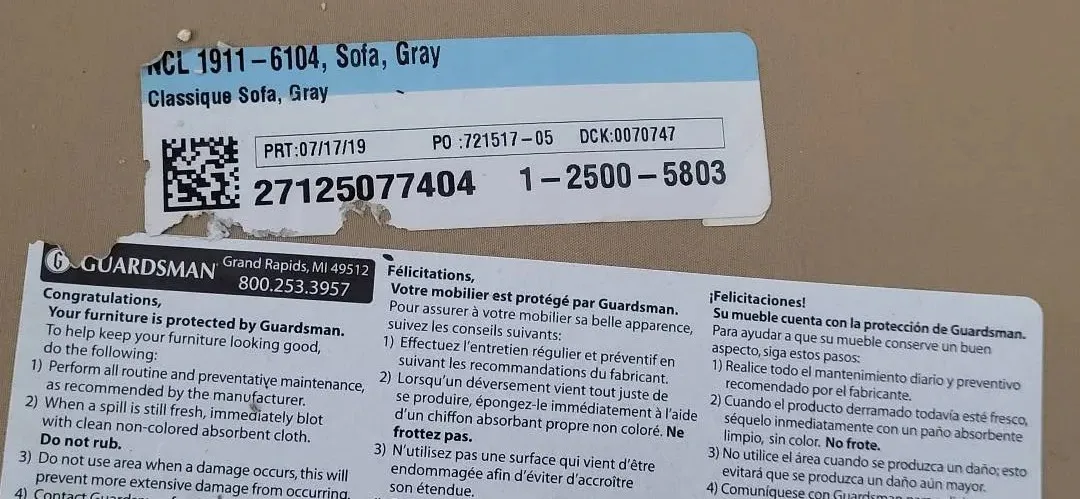 NCL 1911-6104, Sofa, Gray
Classique Sofa, Gray
PRT:07/17/19 PO :721517-05 DCK:0070747
27125077404 1-2500-5803
G GUARDSMAN
Grand Rapids, MI 49512
800.253.3957
Congratulations,
Your furniture is protected by Guardsman.
To help keep your furniture looking good,
do the following:
1) Perform all routine and preventative maintenance,
as recommended by the manufacturer.
2) When a spill is still fresh, immediately blot
with clean non-colored absorbent cloth.
Do not rub.
3) Do not use area when a damage occurs, this will
prevent more extensive damage from occurring.
4) Contact
Félicitations,
Votre mobilier est protégé par Guardsman.
Pour assurer à votre mobilier sa belle apparence,
suivez les conseils suivants:
1) Effectuez l'entretien régulier et préventif en
suivant les recommandations du fabricant.
2) Lorsqu'un déversement vient tout juste de
se produire, épongez-le immédiatement à l'aide
d'un chiffon absorbant propre non coloré. Ne
frottez pas.
3) N'utilisez pas une surface qui vient d'être
endommagée afin d'éviter d'accroître
son étendue.
¡Felicitaciones!
Su mueble cuenta con la protección de Guardsman.
Para ayudar a que su mueble conserve un buen
aspecto, siga estos pasos:
1) Realice todo el mantenimiento diario y preventivo
recomendado por el fabricante.
2) Cuando el producto derramado todavía esté fresco,
séquelo inmediatamente con un paño absorbente
limpio, sin color. No frote.
3) No utilice el área cuando se produzca un daño; esto
evitará que se produzca un daño aún mayor.
4) Comuníquese con Guardsman